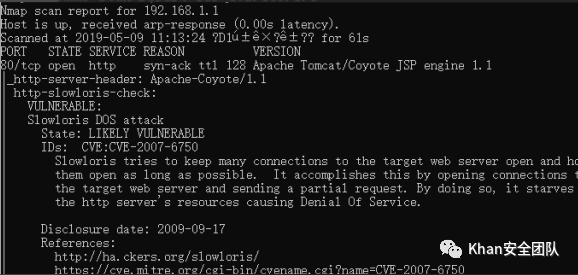 Nmap scan report for 192.168.1.1
Host is up, received arp-response (0.00s latency).
Scanned at 2019-05-09 11:13:24 ?D1ú±ê×?ê±?? for 61s
PORT STATE SERVICE REASON VERSION
80/tcp open http syn-ack ttl 128 Apache Tomcat/Coyote JSP engine 1.1
_http-server-header: Apache-Coyote/1.1
http-slowloris-check:
VULNERABLE:
Slowloris DOS attack
State: LIKELY VULNERABLE
IDs: CVE:CVE-2007-6750
Slowloris tries to keep many connections to the target web server open and ho
them open as long as possible. It accomplishes this by opening connections t
the target web server and sending a partial request. By doing so, it starves
the http server's resources causing Denial Of Service.
Disclosure date: 2009-09-17
References:
http://ha.ckers.org/slowloris/
https://cve.mitre.org/cgi-bin/cvename.cgi?name=CVE-2007-6750
Khan安全团队